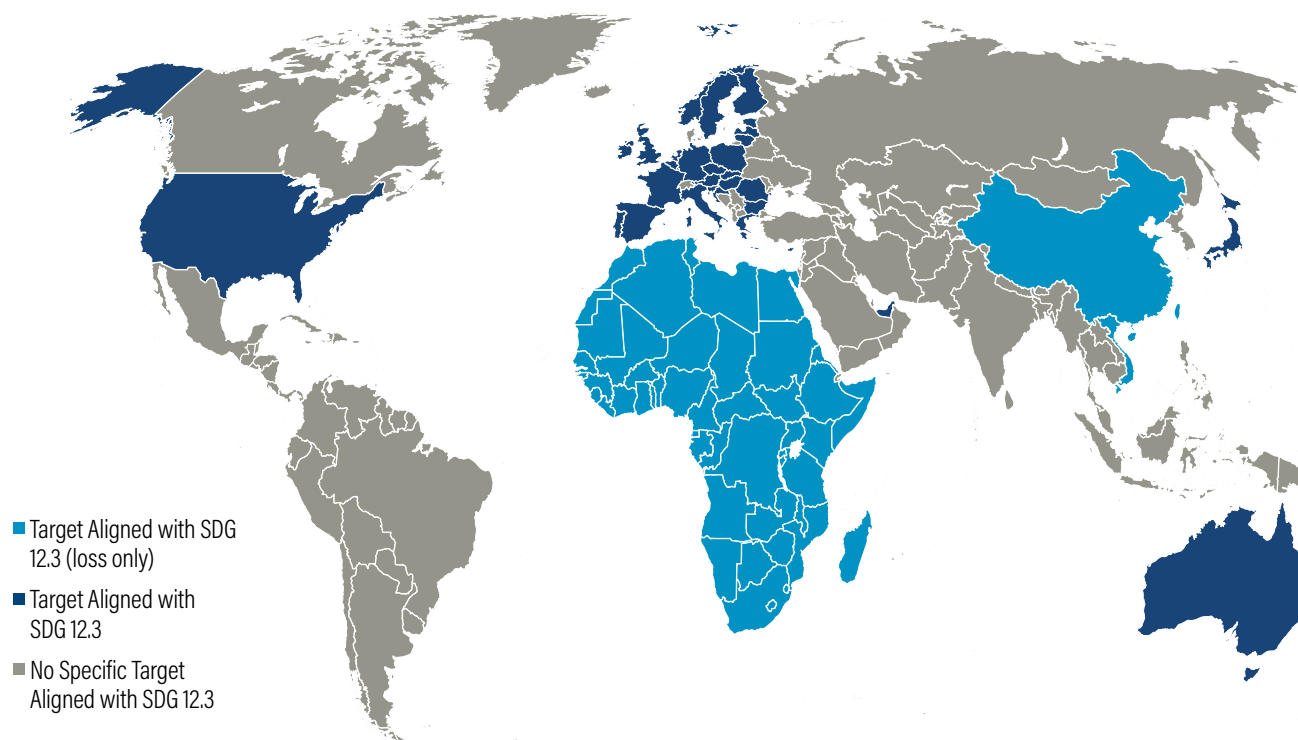 Target Aligned with SDG
12.3 (loss only)
Target Aligned with
SDG 12.3
No Specific Target
Aligned with SDG 12.3